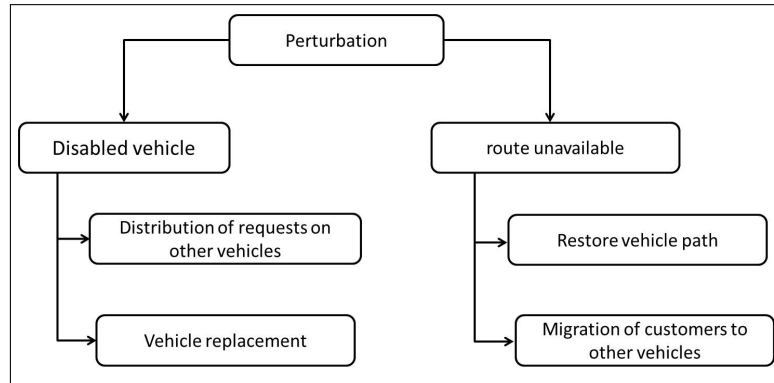 Perturbation
Disabled vehicle
route unavailable
Distribution of requests on
other vehicles
Restore vehicle path
Vehicle replacement
Migration of customers to
other vehicles